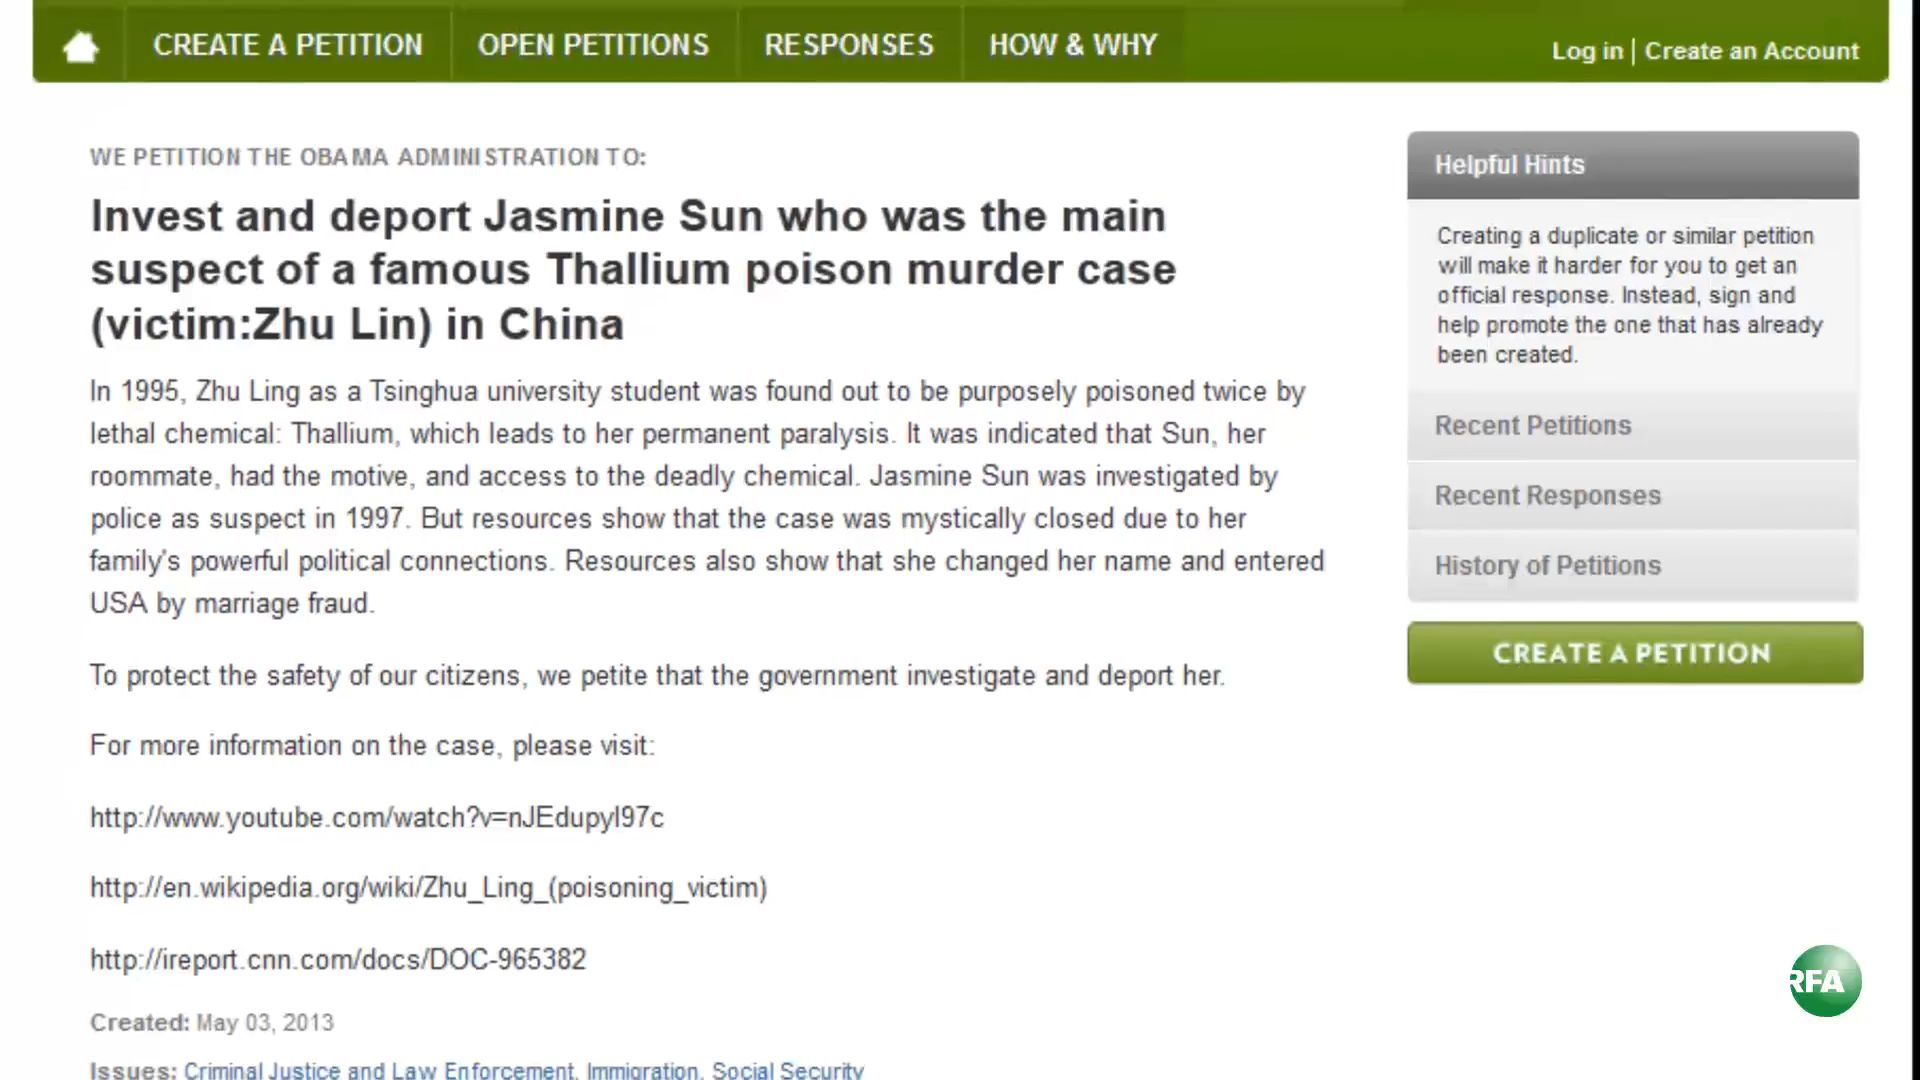 CREATE A PETITION OPEN PETITIONS RESPONSES HOW & WHY Log in | Create an Account
WE PETITION THE OBAMA ADMINISTRATION TO:
Invest and deport Jasmine Sun who was the main
suspect of a famous Thallium poison murder case
(victim:Zhu Lin) in China
In 1995, Zhu Ling as a Tsinghua university student was found out to be purposely poisoned twice by
lethal chemical: Thallium, which leads to her permanent paralysis. It was indicated that Sun, her
roommate, had the motive, and access to the deadly chemical. Jasmine Sun was investigated by
police as suspect in 1997. But resources show that the case was mystically closed due to her
family's powerful political connections. Resources also show that she changed her name and entered
USA by marriage fraud.
To protect the safety of our citizens, we petite that the government investigate and deport her.
For more information on the case, please visit:
http://www.youtube.com/watch?v=nJEdupyl97c
http://en.wikipedia.org/wiki/Zhu_Ling_(poisoning_victim)
http://ireport.cnn.com/docs/DOC-965382
Created: May 03, 2013
Issues: Criminal Justice and Law Enforcement, Immigration, Social Security
Helpful Hints
Creating a duplicate or similar petition
will make it harder for you to get an
official response. Instead, sign and
help promote the one that has already
been created.
Recent Petitions
Recent Responses
History of Petitions
CREATE A PETITION
RFA